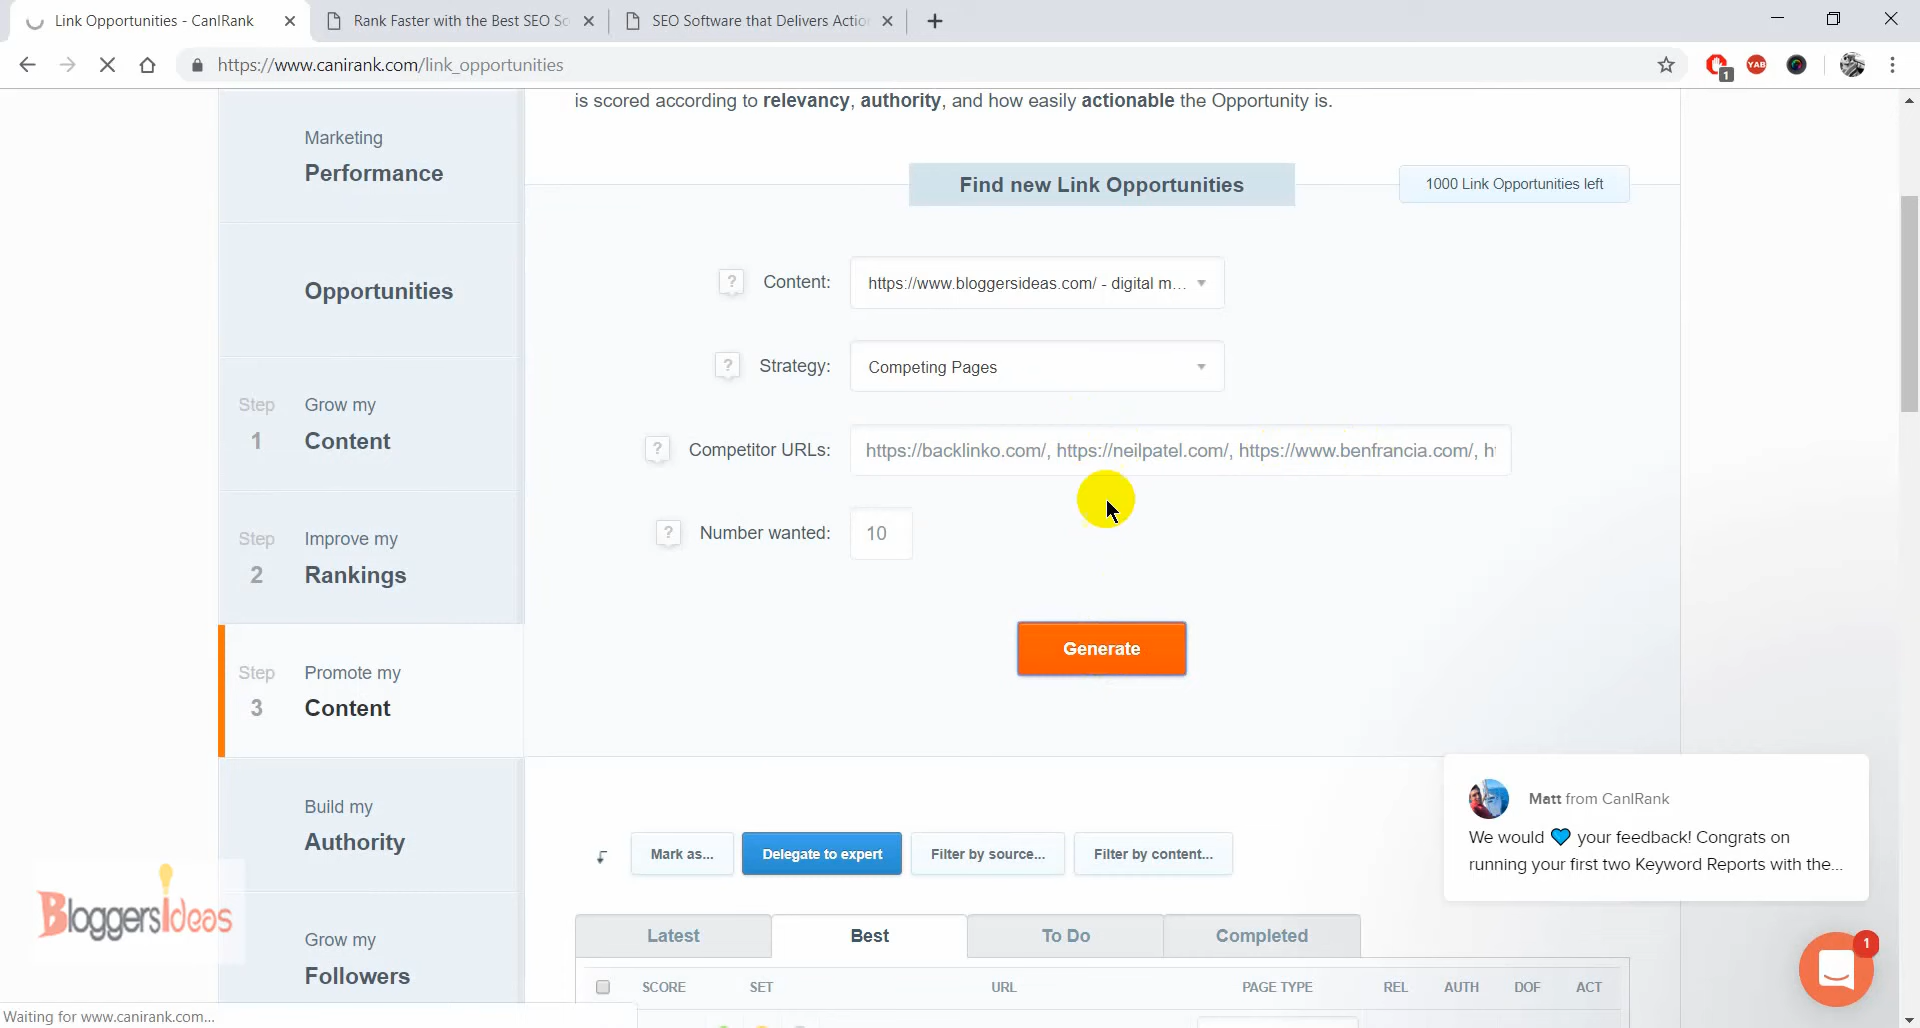 Link Opportunities - CanIRank
Rank Faster with the Best SEO So
SEO Software that Delivers Actio
https://www.canirank.com/link_opportunities
1
YAB
is scored according to relevancy, authority, and how easily actionable the Opportunity is.
Marketing
Performance
Opportunities
Step 1
Grow my
Content
Step 2
Improve my
Rankings
Step 3
Promote my
Content
Build my
Authority
Grow my
Followers
Find new Link Opportunities
1000 Link Opportunities left
? Content: https://www.bloggersideas.com/ - digital m...
? Strategy: Competing Pages
? Competitor URLs: https://backlinko.com/, https://neilpatel.com/, https://www.benfrancia.com/, h
? Number wanted: 10
Generate
Mark as... Delegate to expert Filter by source... Filter by content...
Latest Best To Do Completed
SCORE SET URL PAGE TYPE REL AUTH DOF ACT
Matt from CanIRank
We would 💙 your feedback! Congrats on
running your first two Keyword Reports with the...
1
BloggersIdeas
Waiting for www.canirank.com...